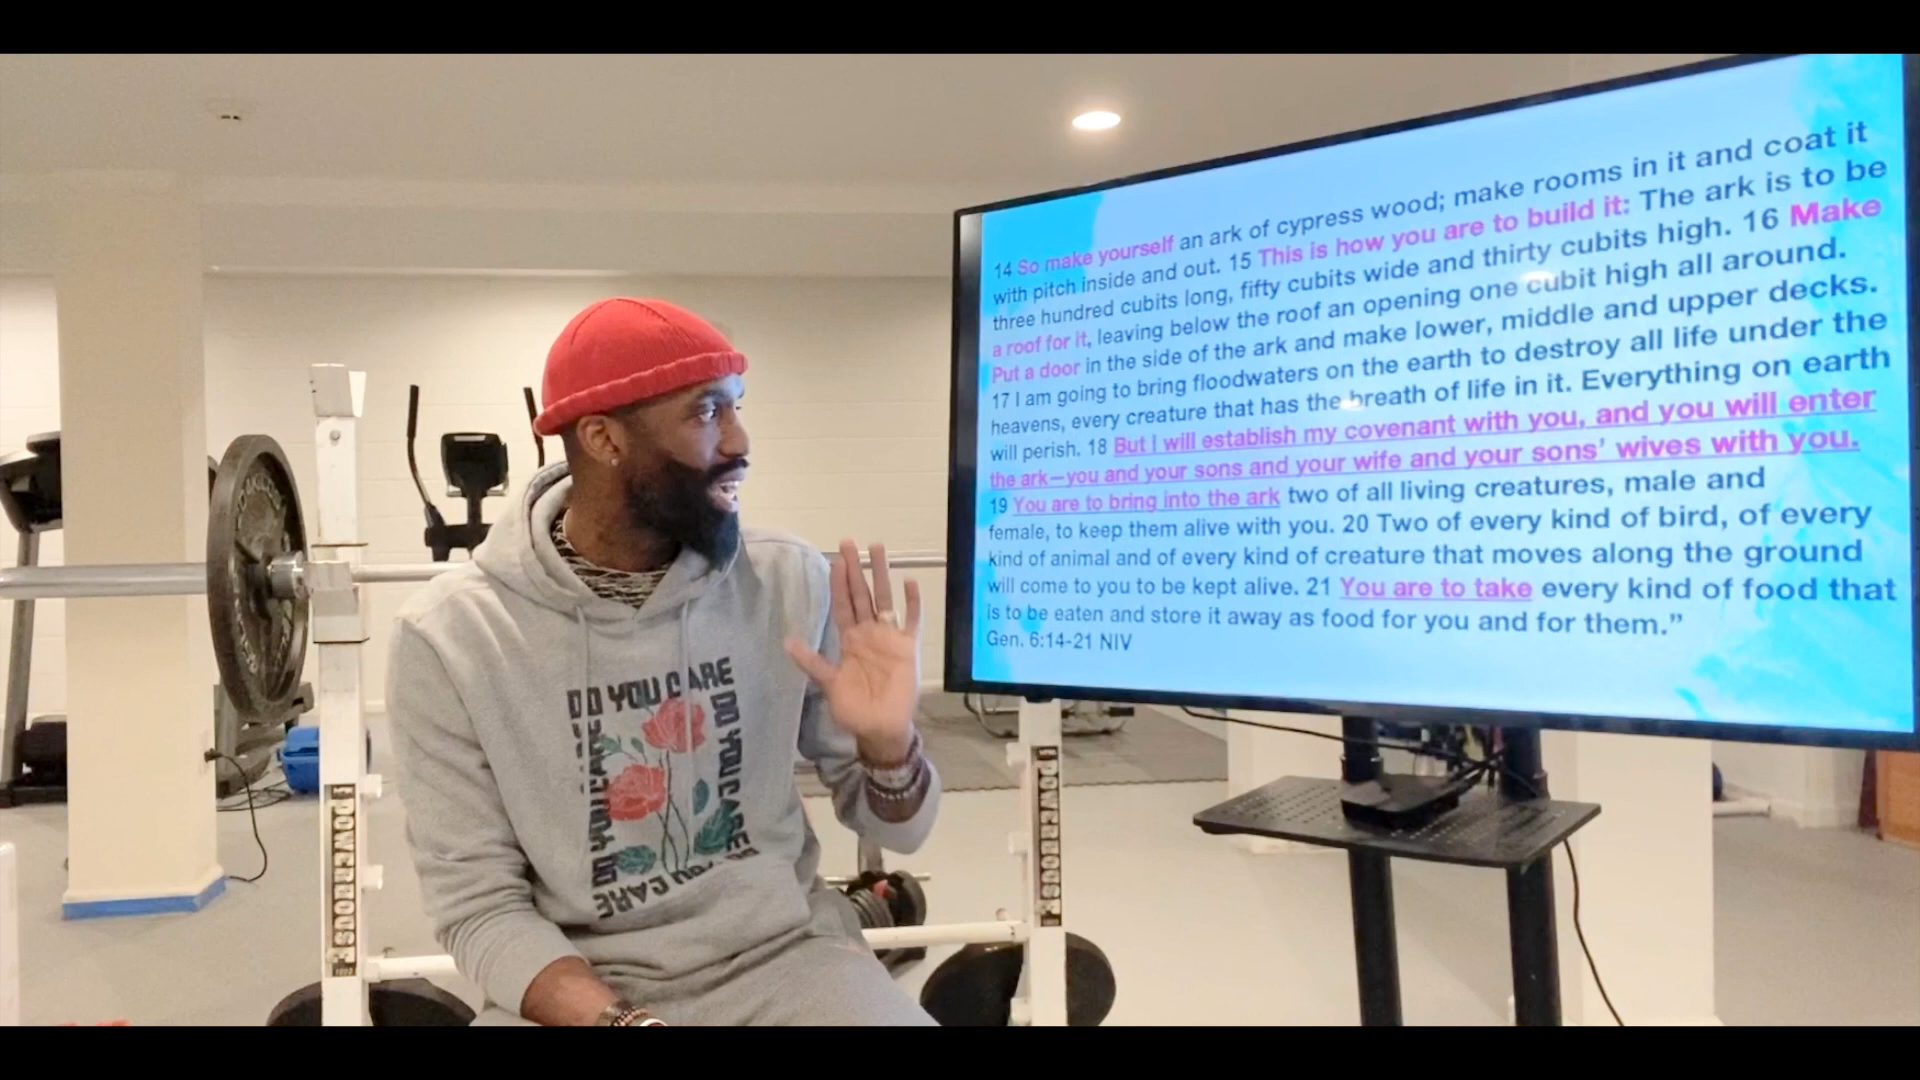 14 So make yourself an ark of cypress wood; make rooms in it and coat it
with pitch inside and out. 15 This is how you are to build it: The ark is to be
three hundred cubits long, fifty cubits wide and thirty cubits high. 16 Make
a roof for it, leaving below the roof an opening one cubit high all around.
Put a door in the side of the ark and make lower, middle and upper decks.
17 I am going to bring floodwaters on the earth to destroy all life under the
heavens, every creature that has the breath of life in it. Everything on earth
will perish. 18 But I will establish my covenant with you, and you will enter
the ark—you and your sons and your wife and your sons’ wives with you.
19 You are to bring into the ark two of all living creatures, male and
female, to keep them alive with you. 20 Two of every kind of bird, of every
kind of animal and of every kind of creature that moves along the ground
will come to you to be kept alive. 21 You are to take every kind of food that
is to be eaten and store it away as food for you and for them.”
Gen. 6:14-21 NIV
DO YOU CARE
DO YOU CARE
DO YOU CARE
DO YOU CARE
POWERHOUSE
POWERHOUSE